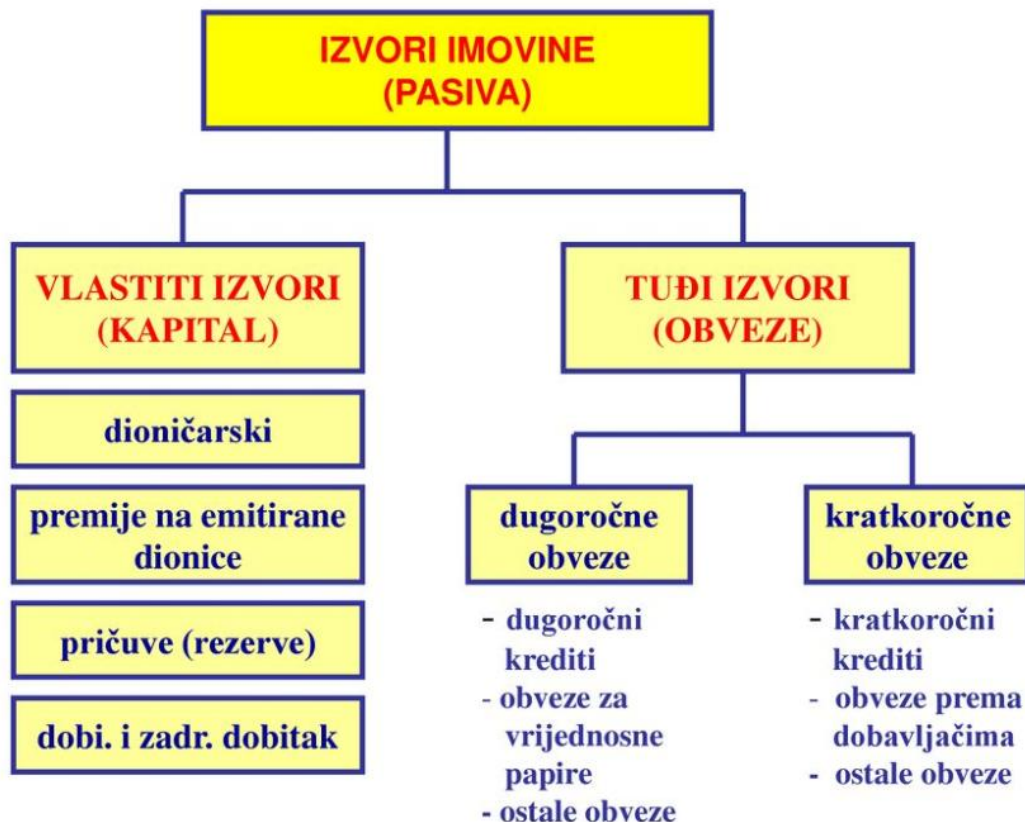 IZVORI IMOVINE
(PASIVA)
VLASTITI IZVORI
(KAPITAL)
dioničarski
premije na emitirane
dionice
pričuve (rezerve)
dobi. i zadr. dobitak
TUĐI IZVORI
(OBVEZE)
dugoročne
obveze
- dugoročni
krediti
- obveze za
vrijednosne
papire
- ostale obveze
kratkoročne
obveze
- kratkoročni
krediti
- obveze prema
dobavljačima
- ostale obveze